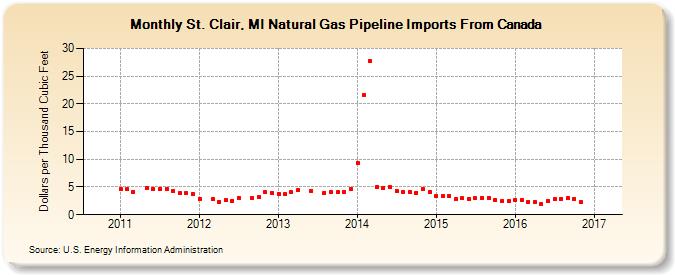 Monthly St. Clair, MI Natural Gas Pipeline Imports From Canada
Dollars per Thousand Cubic Feet
30
25
20
15
10
5
0
2011 2012 2013 2014 2015 2016 2017
Source: U.S. Energy Information Administration